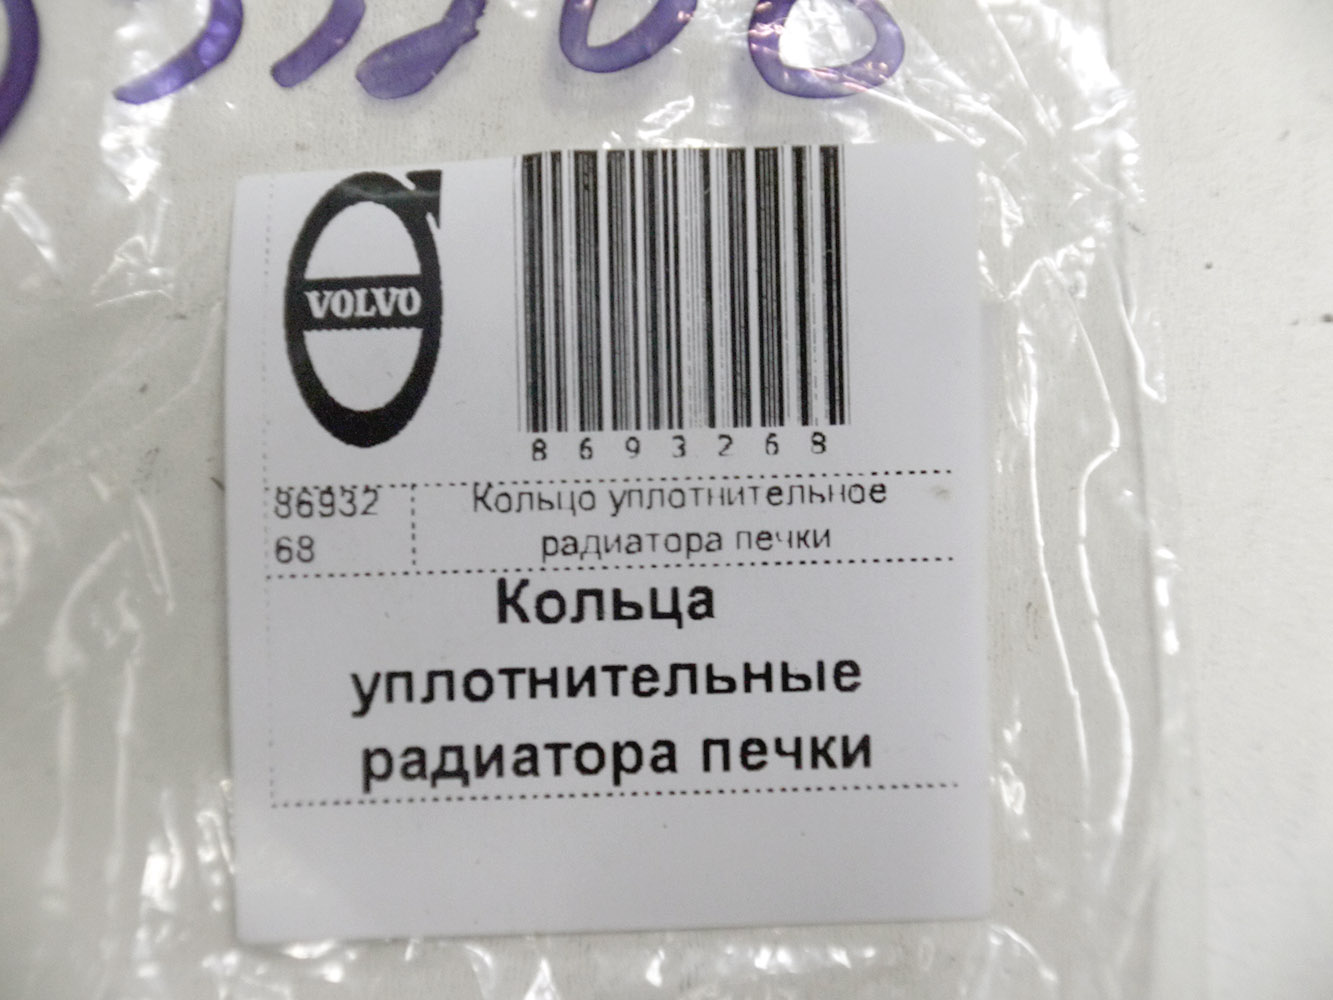 VOLVO
8693268
86932
68
Кольцо уплотнительное
радиатора печки
Кольца
уплотнительные
радиатора печки